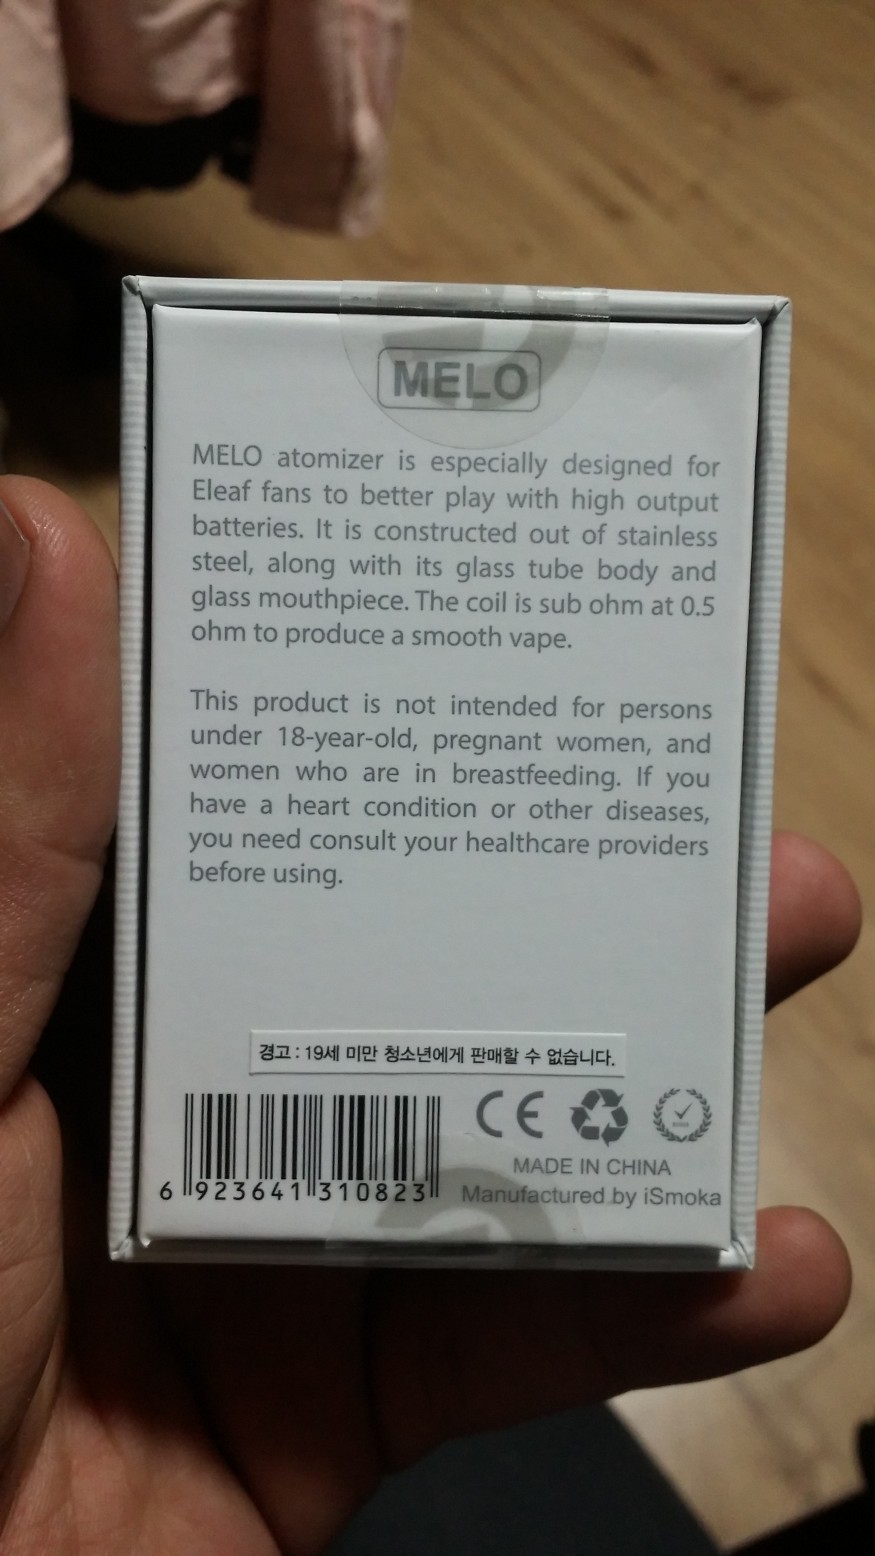 MELO
MELO atomizer is especially designed for
Eleaf fans to better play with high output
batteries. It is constructed out of stainless
steel, along with its glass tube body and
glass mouthpiece. The coil is sub ohm at 0.5
ohm to produce a smooth vape.
This product is not intended for persons
under 18-year-old, pregnant women, and
women who are in breastfeeding. If you
have a heart condition or other diseases,
you need consult your healthcare providers
before using.
경고 : 19세 미만 청소년에게 판매할 수 없습니다.
CE
MADE IN CHINA
6 923641 310823
Manufactured by iSmoka